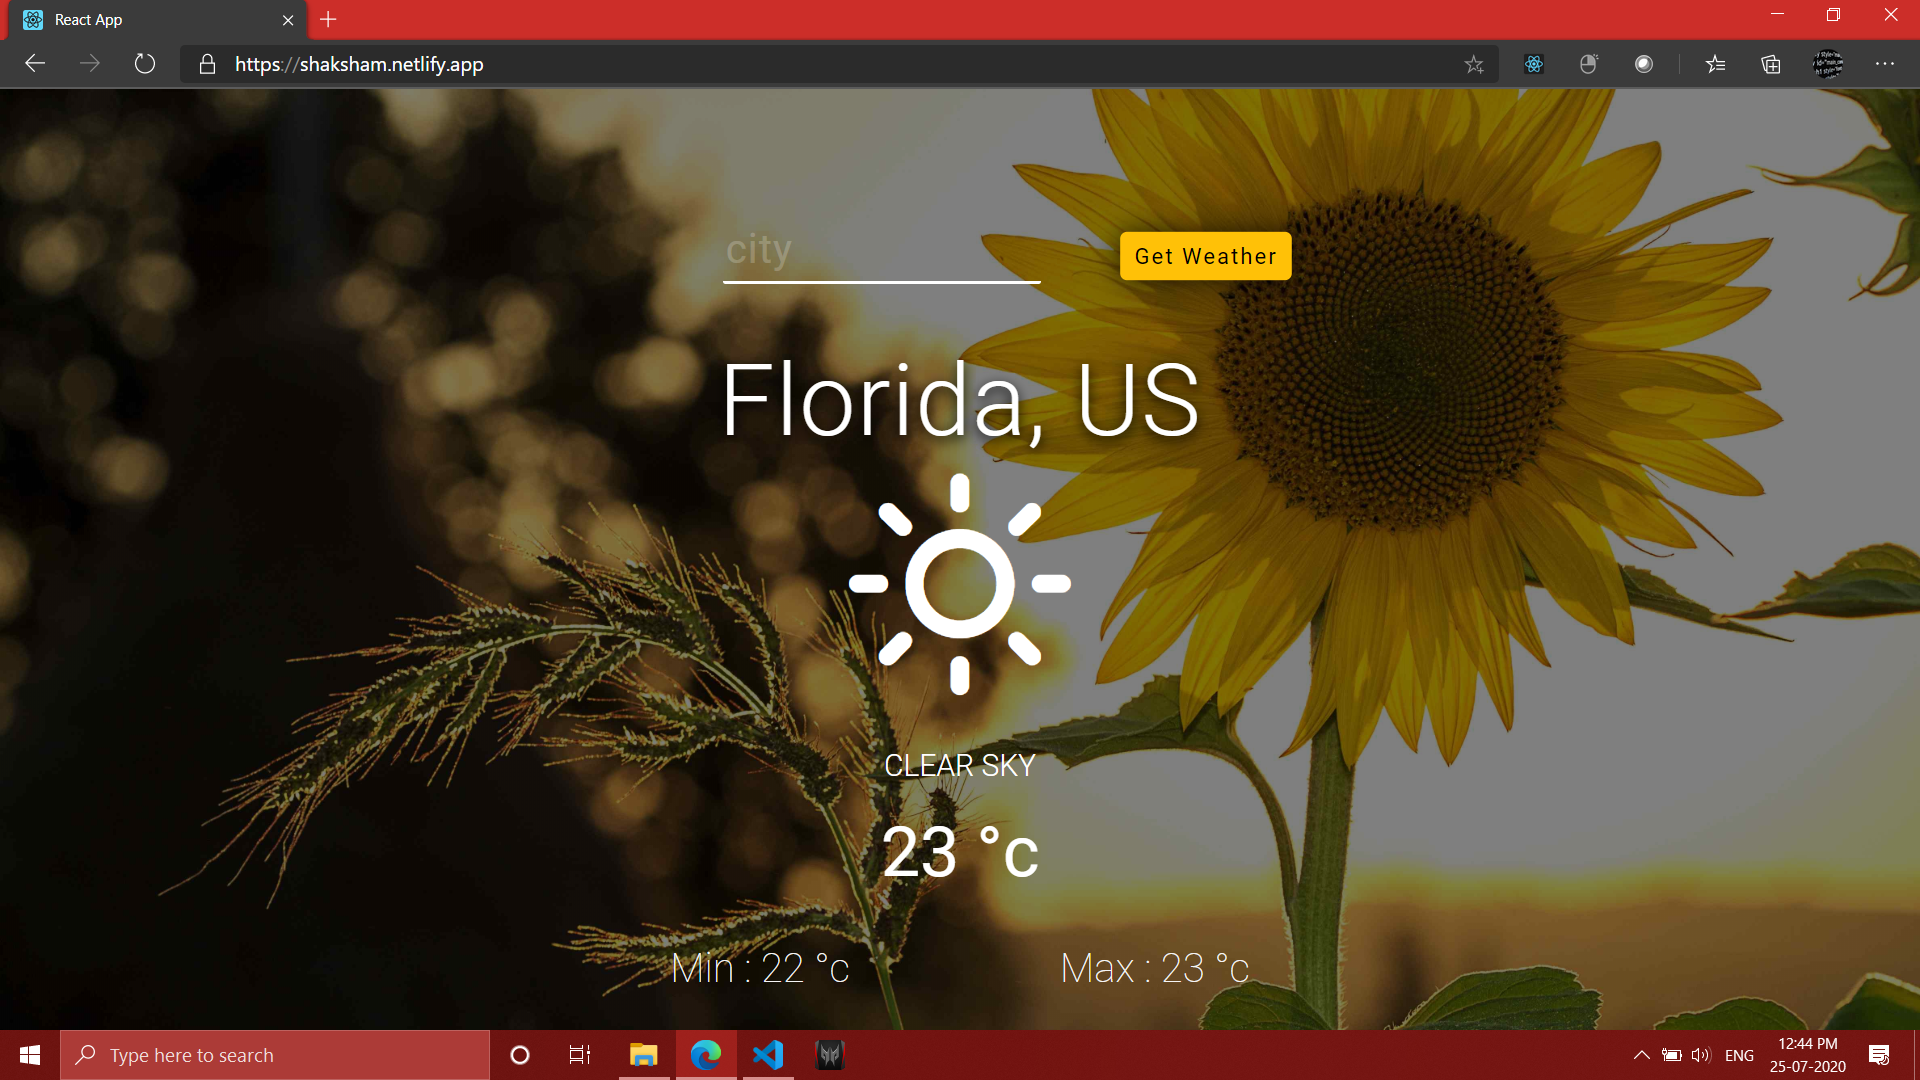 React App
https://shaksham.netlify.app
city
Get Weather
Florida, US
CLEAR SKY
23 °c
Min : 22 °c
Max : 23 °c
Type here to search
ENG
12:44 PM
25-07-2020